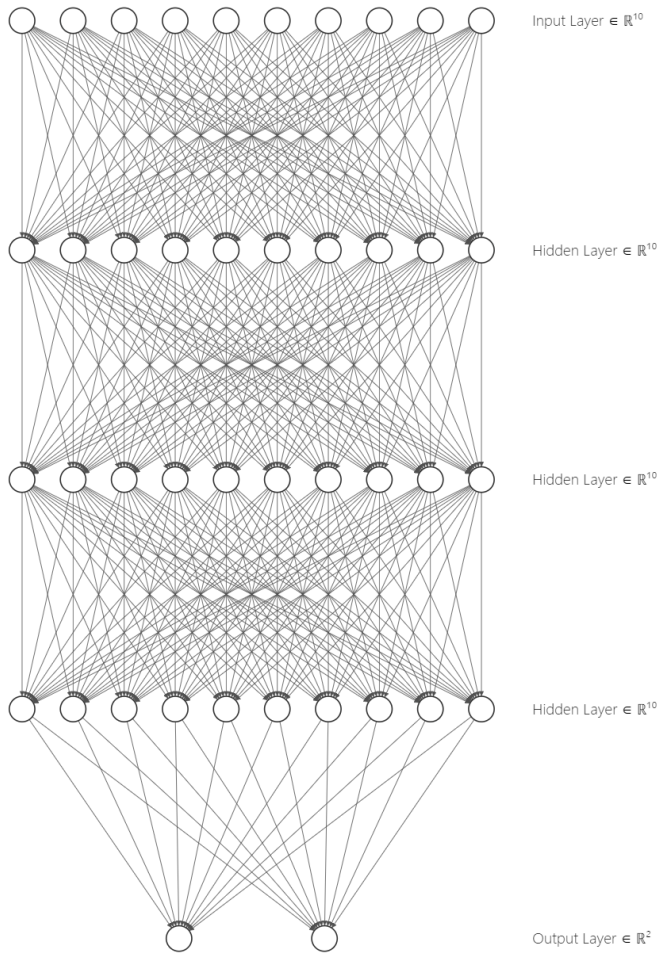 Input Layer ∈ ℝ¹⁰
Hidden Layer ∈ ℝ¹⁰
Hidden Layer ∈ ℝ¹⁰
Hidden Layer ∈ ℝ¹⁰
Output Layer ∈ ℝ²